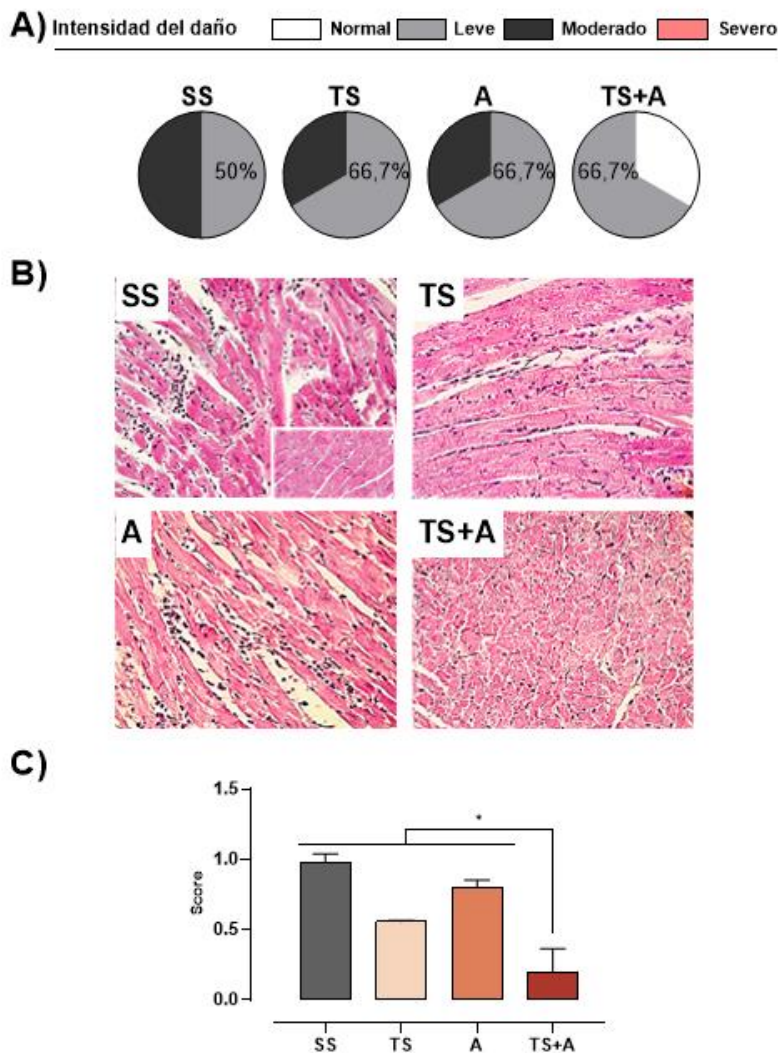 A) Intensidad del daño Normal Leve Moderado Severo
SS TS A TS+A
50% 66,7% 66,7% 66,7%
B)
SS TS
A TS+A
C)
1.5
*
1.0
Score
0.5
0.0
SS TS A TS+A